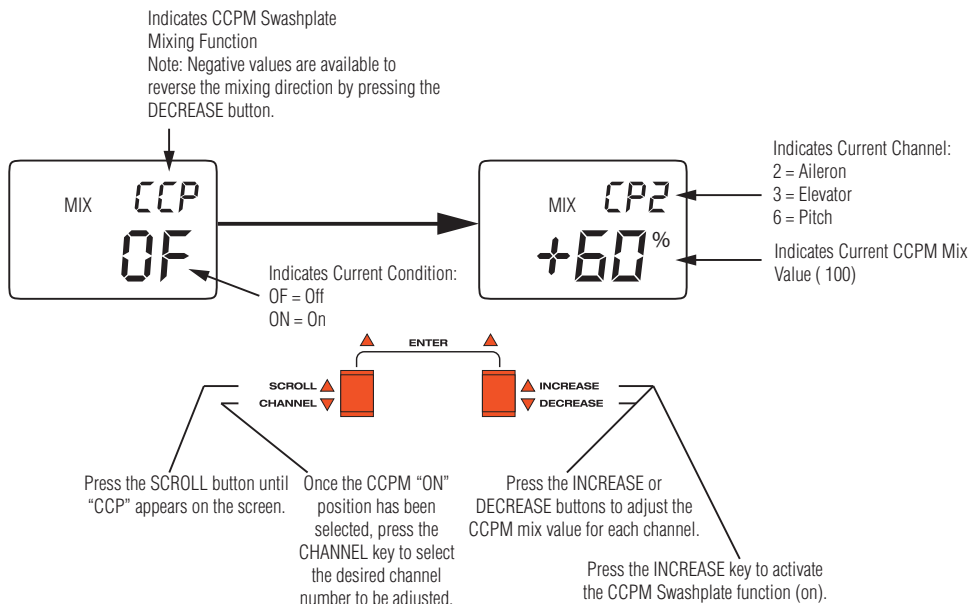 Indicates CCPM Swashplate
Mixing Function
Note: Negative values are available to
reverse the mixing direction by pressing the
DECREASE button.
MIX CCP
OF
Indicates Current Condition:
OF = Off
ON = On
MIX CP2
+60%
Indicates Current Channel:
2 = Aileron
3 = Elevator
6 = Pitch
Indicates Current CCPM Mix
Value ( 100)
ENTER
SCROLL
CHANNEL
INCREASE
DECREASE
Press the SCROLL button until
“CCP” appears on the screen.
Once the CCPM “ON”
position has been
selected, press the
CHANNEL key to select
the desired channel
number to be adjusted.
Press the INCREASE or
DECREASE buttons to adjust the
CCPM mix value for each channel.
Press the INCREASE key to activate
the CCPM Swashplate function (on).